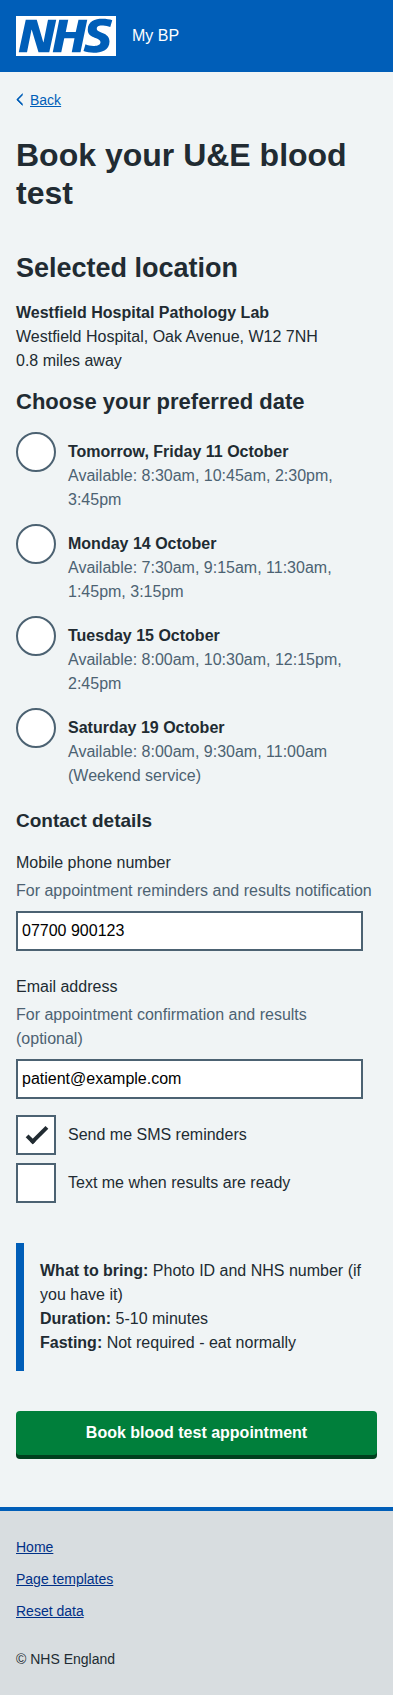 NHS My BP
Back
Book your U&E blood
test
Selected location
Westfield Hospital Pathology Lab
Westfield Hospital, Oak Avenue, W12 7NH
0.8 miles away
Choose your preferred date
Tomorrow, Friday 11 October
Available: 8:30am, 10:45am, 2:30pm,
3:45pm
Monday 14 October
Available: 7:30am, 9:15am, 11:30am,
1:45pm, 3:15pm
Tuesday 15 October
Available: 8:00am, 10:30am, 12:15pm,
2:45pm
Saturday 19 October
Available: 8:00am, 9:30am, 11:00am
(Weekend service)
Contact details
Mobile phone number
For appointment reminders and results notification
07700 900123
Email address
For appointment confirmation and results
(optional)
patient@example.com
Send me SMS reminders
Text me when results are ready
What to bring: Photo ID and NHS number (if
you have it)
Duration: 5-10 minutes
Fasting: Not required - eat normally
Book blood test appointment
Home
Page templates
Reset data
© NHS England